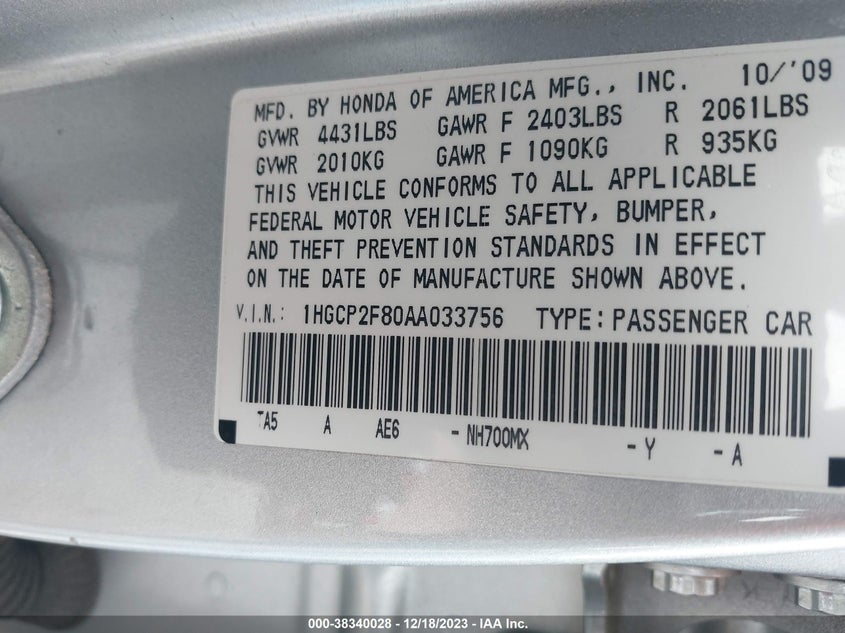 MFD. BY HONDA OF AMERICA MFG., INC. 10/'09
GVWR 4431LBS GAWR F 2403LBS R 2061LBS
GVWR 2010KG GAWR F 1090KG R 935KG
THIS VEHICLE CONFORMS TO ALL APPLICABLE
FEDERAL MOTOR VEHICLE SAFETY, BUMPER,
AND THEFT PREVENTION STANDARDS IN EFFECT
ON THE DATE OF MANUFACTURE SHOWN ABOVE.
V.I.N.: 1HGCP2F80AA033756 TYPE: PASSENGER CAR
TA5 A AE6 - NH700MX - Y - A
000-38340028 - 12/18/2023 - IAA Inc.